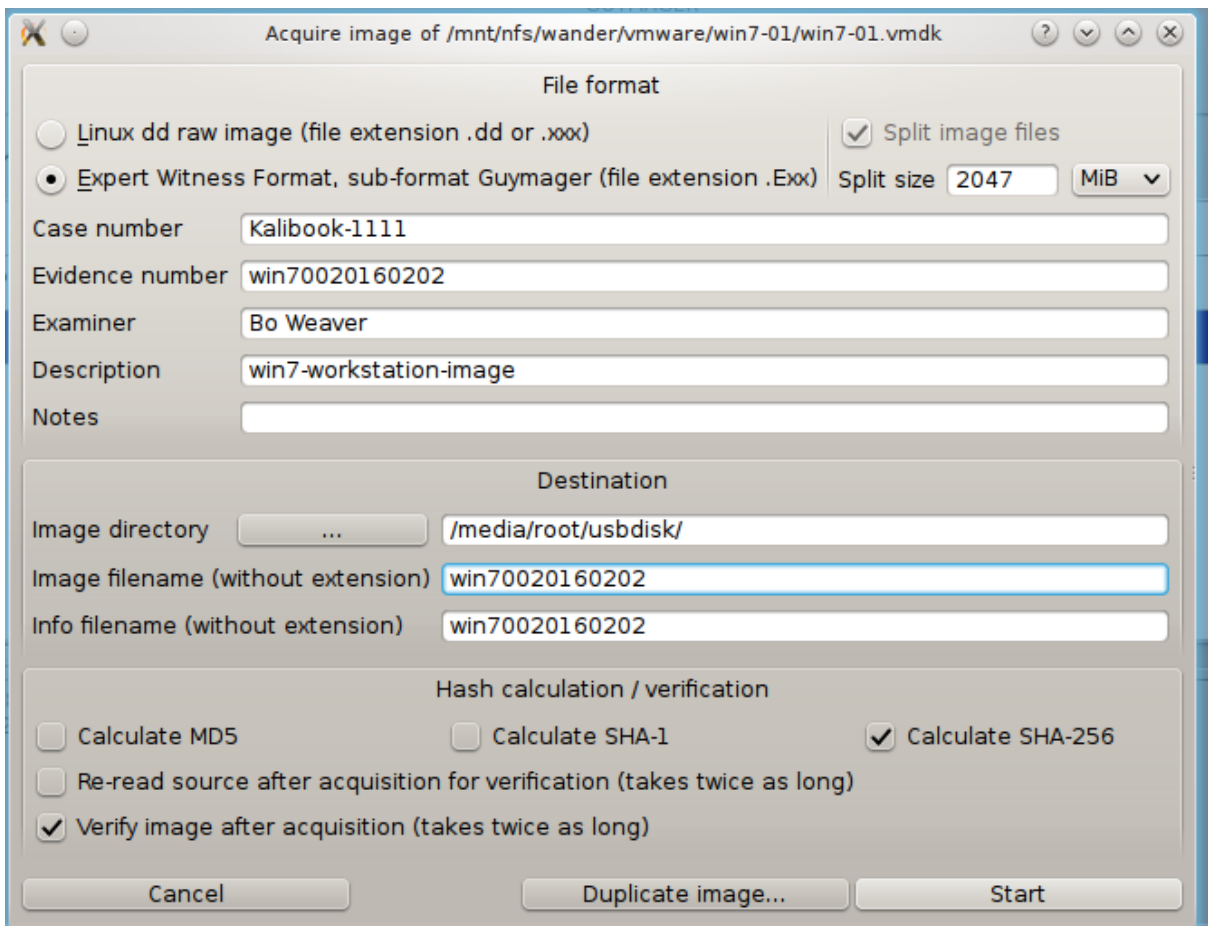 Acquire image of /mnt/nfs/wander/vmware/win7-01/win7-01.vmdk
File format
Linux dd raw image (file extension .dd or .xxx)
Split image files
Expert Witness Format, sub-format Guymager (file extension .Exx)
Split size 2047 MiB
Case number Kalibook-1111
Evidence number win70020160202
Examiner Bo Weaver
Description win7-workstation-image
Notes
Destination
Image directory ... /media/root/usbdisk/
Image filename (without extension) win70020160202
Info filename (without extension) win70020160202
Hash calculation / verification
Calculate MD5 Calculate SHA-1 Calculate SHA-256
Re-read source after acquisition for verification (takes twice as long)
Verify image after acquisition (takes twice as long)
Cancel Duplicate image... Start